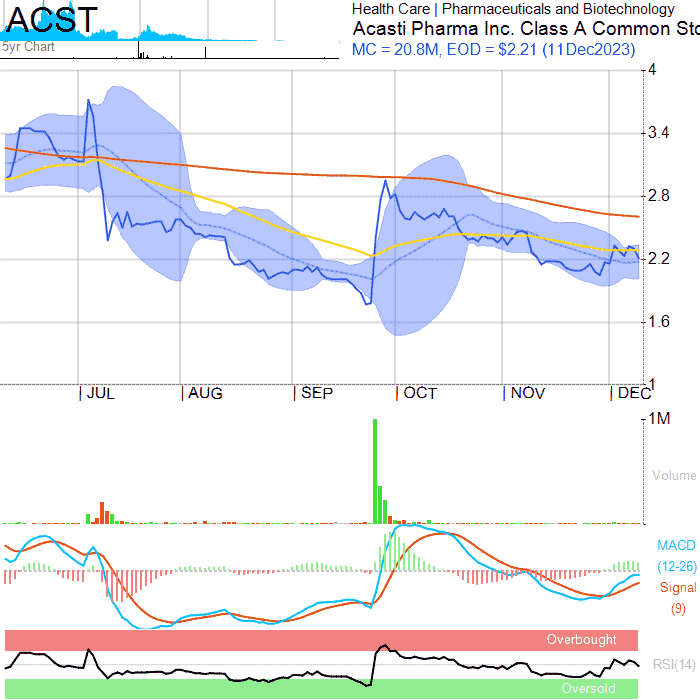 ACST
5yr Chart
Health Care | Pharmaceuticals and Biotechnology
Acasti Pharma Inc. Class A Common Sto
MC = 20.8M, EOD = $2.21 (11Dec2023)
4
3.4
2.8
2.2
1.6
1
JUL AUG SEP OCT NOV DEC
1M
Volume
MACD
(12-26)
Signal
(9)
Overbought
RSI(14)
Oversold